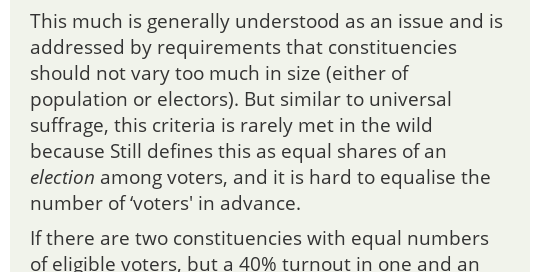 This much is generally understood as an issue and is
addressed by requirements that constituencies
should not vary too much in size (either of
population or electors). But similar to universal
suffrage, this criteria is rarely met in the wild
because Still defines this as equal shares of an
election among voters, and it is hard to equalise the
number of ‘voters' in advance.
If there are two constituencies with equal numbers
of eligible voters, but a 40% turnout in one and an